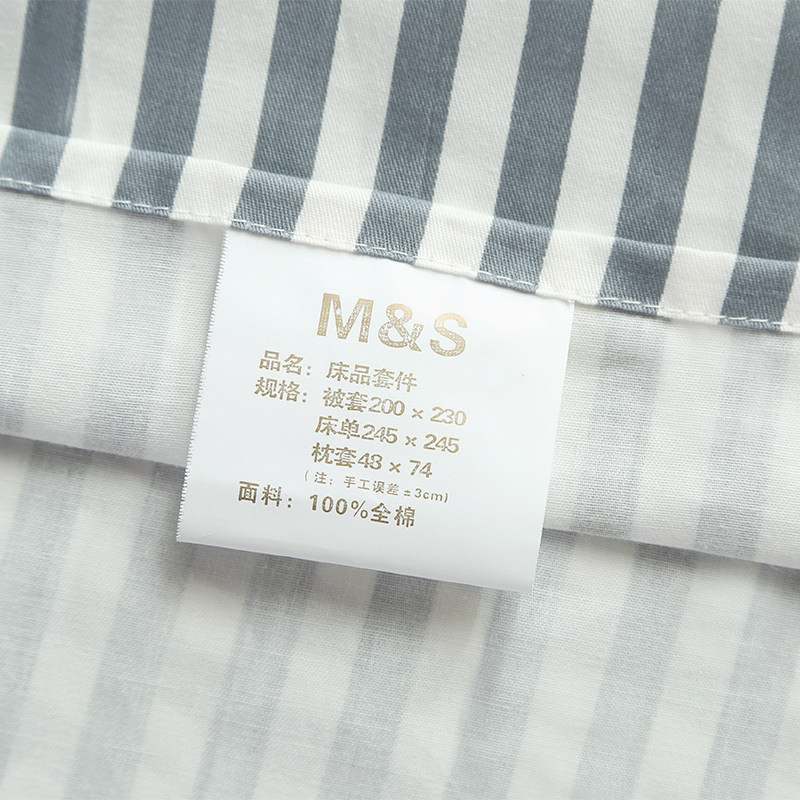 M&S
品名：床品套件
规格：被套200×230
床单245×245
枕套48×74
(注：手工误差±3cm)
面料：100%全棉